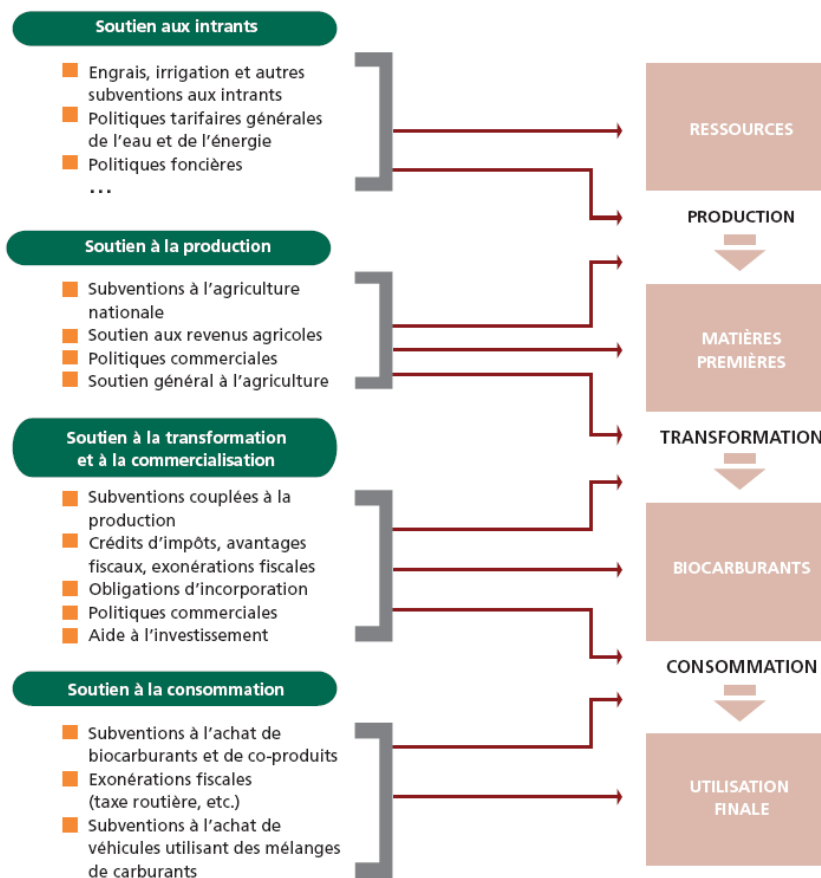 Soutien aux intrants
Engrais, irrigation et autres
subventions aux intrants
Politiques tarifaires générales
de l'eau et de l'énergie
Politiques foncières
...
RESSOURCES
PRODUCTION
Soutien à la production
Subventions à l'agriculture
nationale
Soutien aux revenus agricoles
Politiques commerciales
Soutien général à l'agriculture
MATIÈRES
PREMIÈRES
TRANSFORMATION
Soutien à la transformation
et à la commercialisation
Subventions couplées à la
production
Crédits d'impôts, avantages
fiscaux, exonérations fiscales
Obligations d'incorporation
Politiques commerciales
Aide à l'investissement
BIOCARBURANTS
CONSOMMATION
Soutien à la consommation
Subventions à l'achat de
biocarburants et de co-produits
Exonérations fiscales
(taxe routière, etc.)
Subventions à l'achat de
véhicules utilisant des mélanges
de carburants
UTILISATION
FINALE